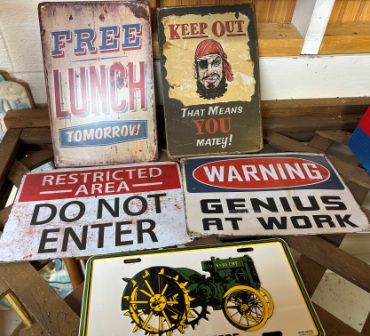 FREE
LUNCH
TOMORROW
KEEP OUT
THAT MEANS
YOU
MATEY!
RESTRICTED
AREA
DO NOT
ENTER
WARNING
GENIUS
AT WORK